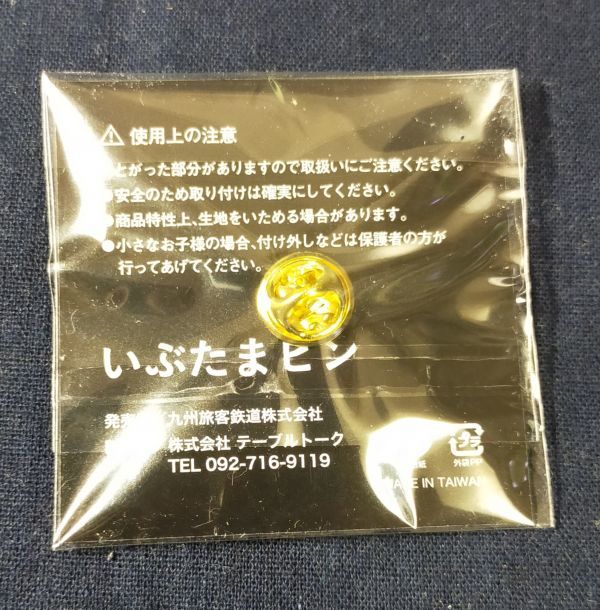 ⚠ 使用上の注意
●とがった部分がありますので取扱いにご注意ください。
●安全のため取り付けは確実にしてください。
●商品特性上、生地をいためる場合があります。
●小さなお子様の場合、付け外しなどは保護者の方が
行ってあげてください。
いぶたまピン
発売 九州旅客鉄道株式会社
株式会社 テーブルトーク
TEL 092-716-9119
プラ
外袋PP
MADE IN TAIWAN